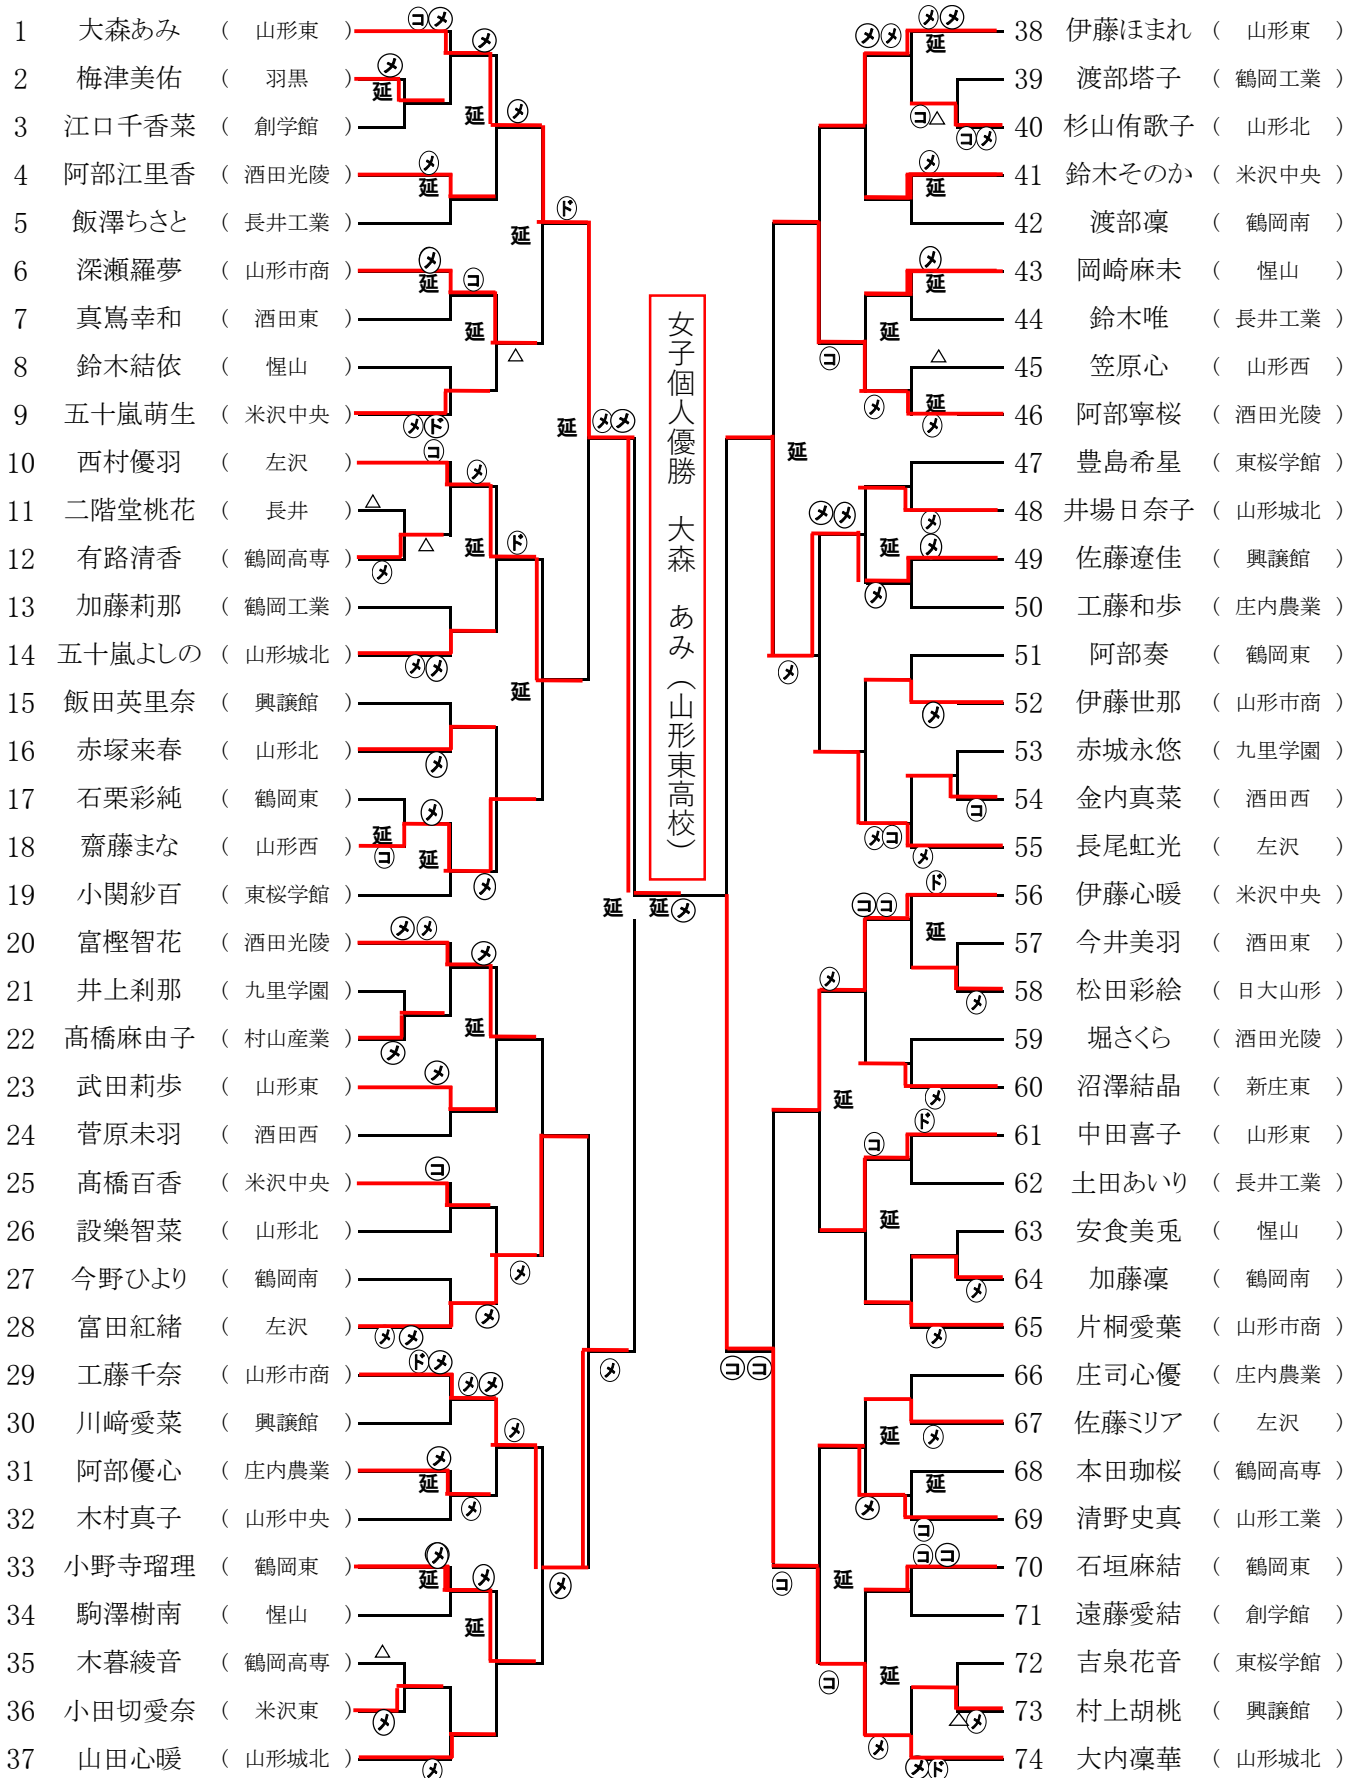 1 大森あみ ( 山形東 )
2 梅津美佑 ( 羽黒 )
3 江口千香菜 ( 創学館 )
4 阿部江里香 ( 酒田光陵 )
5 飯澤ちさと ( 長井工業 )
6 深瀬羅夢 ( 山形市商 )
7 真嶌幸和 ( 酒田東 )
8 鈴木結依 ( 惺山 )
9 五十嵐萌生 ( 米沢中央 )
10 西村優羽 ( 左沢 )
11 二階堂桃花 ( 長井 )
12 有路清香 ( 鶴岡高専 )
13 加藤莉那 ( 鶴岡工業 )
14 五十嵐よしの ( 山形城北 )
15 飯田英里奈 ( 興譲館 )
16 赤塚来春 ( 山形北 )
17 石栗彩純 ( 鶴岡東 )
18 齋藤まな ( 山形西 )
19 小関紗百 ( 東桜学館 )
20 富樫智花 ( 酒田光陵 )
21 井上刹那 ( 九里学園 )
22 髙橋麻由子 ( 村山産業 )
23 武田莉歩 ( 山形東 )
24 菅原未羽 ( 酒田西 )
25 髙橋百香 ( 米沢中央 )
26 設樂智菜 ( 山形北 )
27 今野ひより ( 鶴岡南 )
28 富田紅緒 ( 左沢 )
29 工藤千奈 ( 山形市商 )
30 川﨑愛菜 ( 興譲館 )
31 阿部優心 ( 庄内農業 )
32 木村真子 ( 山形中央 )
33 小野寺瑠理 ( 鶴岡東 )
34 駒澤樹南 ( 惺山 )
35 木暮綾音 ( 鶴岡高専 )
36 小田切愛奈 ( 米沢東 )
37 山田心暖 ( 山形城北 )
女子個人優勝 大森 あみ (山形東高校)
38 伊藤ほまれ ( 山形東 )
39 渡部塔子 ( 鶴岡工業 )
40 杉山侑歌子 ( 山形北 )
41 鈴木そのか ( 米沢中央 )
42 渡部凜 ( 鶴岡南 )
43 岡崎麻未 ( 惺山 )
44 鈴木唯 ( 長井工業 )
45 笠原心 ( 山形西 )
46 阿部寧桜 ( 酒田光陵 )
47 豊島希星 ( 東桜学館 )
48 井場日奈子 ( 山形城北 )
49 佐藤遼佳 ( 興譲館 )
50 工藤和歩 ( 庄内農業 )
51 阿部奏 ( 鶴岡東 )
52 伊藤世那 ( 山形市商 )
53 赤城永悠 ( 九里学園 )
54 金内真菜 ( 酒田西 )
55 長尾虹光 ( 左沢 )
56 伊藤心暖 ( 米沢中央 )
57 今井美羽 ( 酒田東 )
58 松田彩絵 ( 日大山形 )
59 堀さくら ( 酒田光陵 )
60 沼澤結晶 ( 新庄東 )
61 中田喜子 ( 山形東 )
62 土田あいり ( 長井工業 )
63 安食美兎 ( 惺山 )
64 加藤凜 ( 鶴岡南 )
65 片桐愛葉 ( 山形市商 )
66 庄司心優 ( 庄内農業 )
67 佐藤ミリア ( 左沢 )
68 本田珈桜 ( 鶴岡高専 )
69 清野史真 ( 山形工業 )
70 石垣麻結 ( 鶴岡東 )
71 遠藤愛結 ( 創学館 )
72 吉泉花音 ( 東桜学館 )
73 村上胡桃 ( 興譲館 )
74 大内凜華 ( 山形城北 )